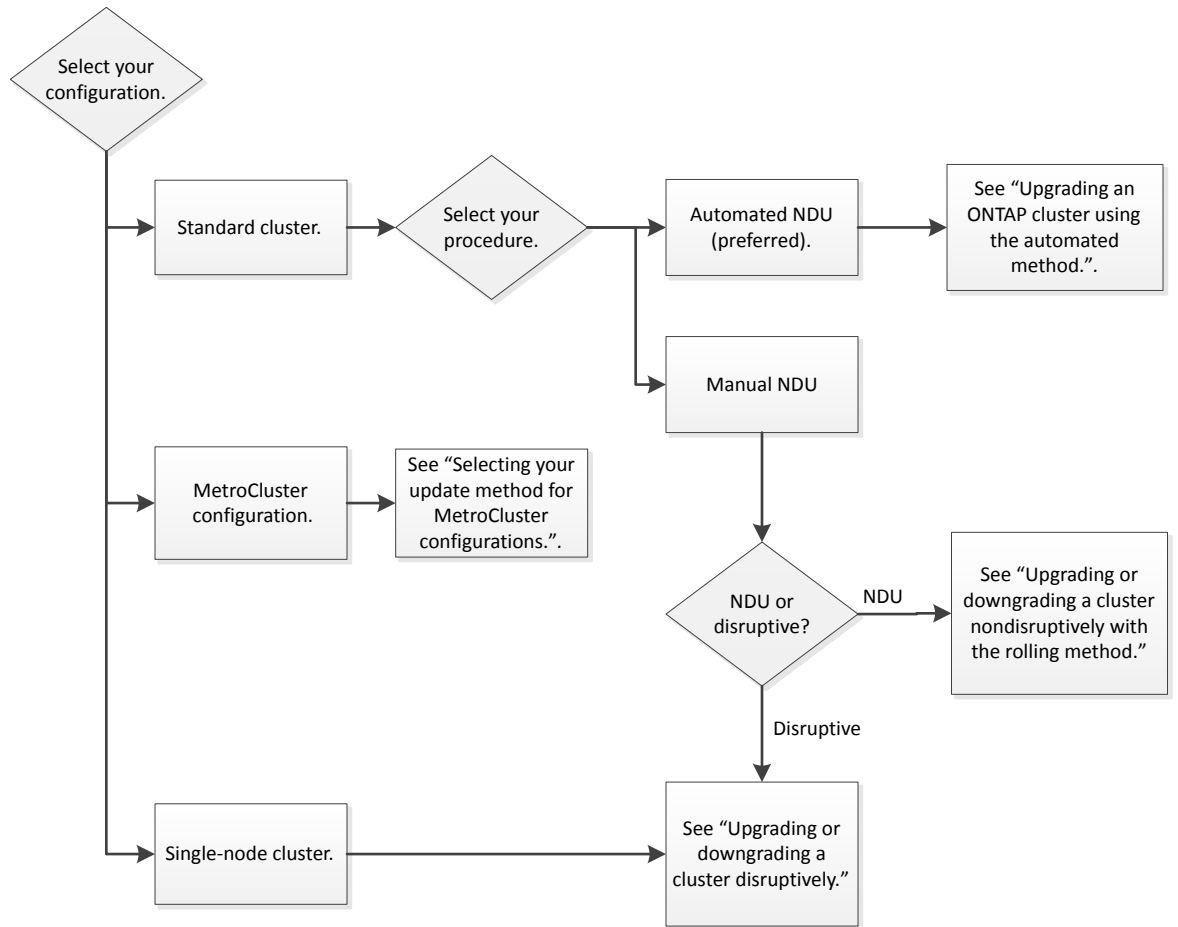 Select your
configuration.
Standard cluster.
Select your
procedure.
Automated NDU
(preferred).
See “Upgrading an
ONTAP cluster using
the automated
method.”.
Manual NDU
MetroCluster
configuration.
See “Selecting your
update method for
MetroCluster
configurations.”.
NDU or
disruptive?
NDU
See “Upgrading or
downgrading a cluster
nondisruptively with
the rolling method.”
Disruptive
Single-node cluster.
See “Upgrading or
downgrading a
cluster disruptively.”